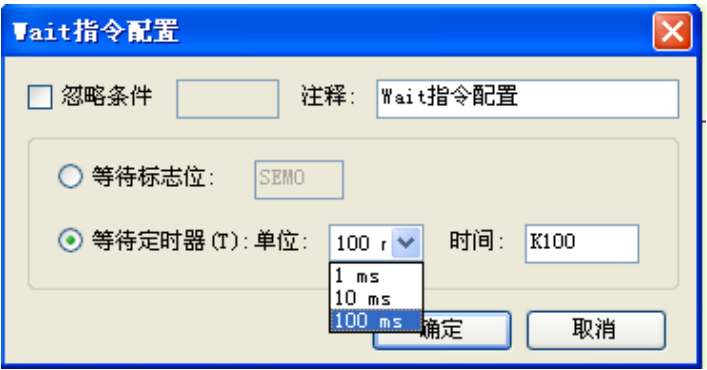 Wait指令配置
忽略条件 注释: Wait指令配置
等待标志位: SEM0
等待定时器(T):单位: 100 m 时间: K100
1 ms
10 ms
100 ms
确定 取消